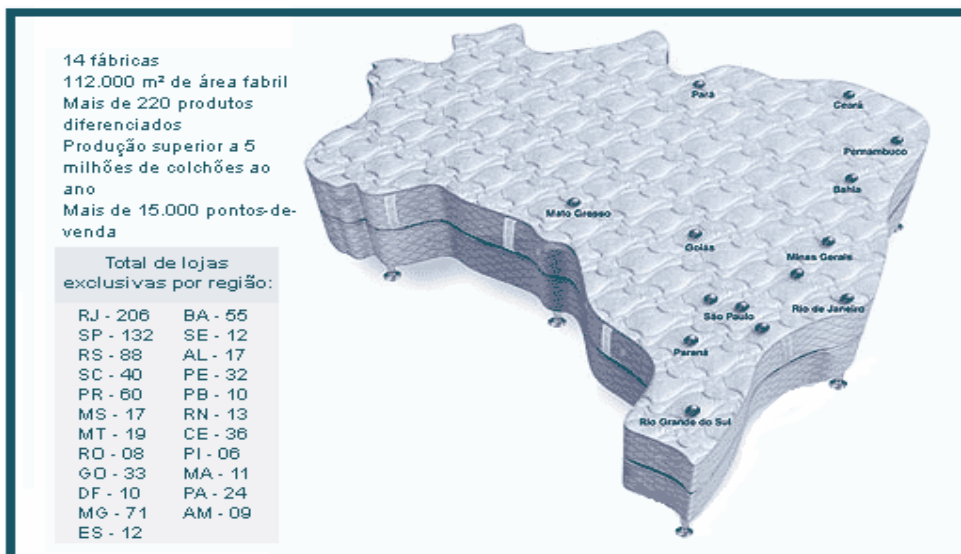 14 fábricas
112.000 m² de área fabril
Mais de 220 produtos
diferenciados
Produção superior a 5
milhões de colchões ao
ano
Mais de 15.000 pontos-de-
venda
Total de lojas
exclusivas por região:
RJ - 206
SP - 132
RS - 88
SC - 40
PR - 60
MS - 17
MT - 19
RO - 08
GO - 33
DF - 10
MG - 71
ES - 12
BA - 55
SE - 12
AL - 17
PE - 32
PB - 10
RN - 13
CE - 36
PI - 06
MA - 11
PA - 24
AM - 09
Pará
Ceará
Pernambuco
Bahia
Mato Grosso
Goiás
Minas Gerais
São Paulo
Rio de Janeiro
Paraná
Rio Grande do Sul